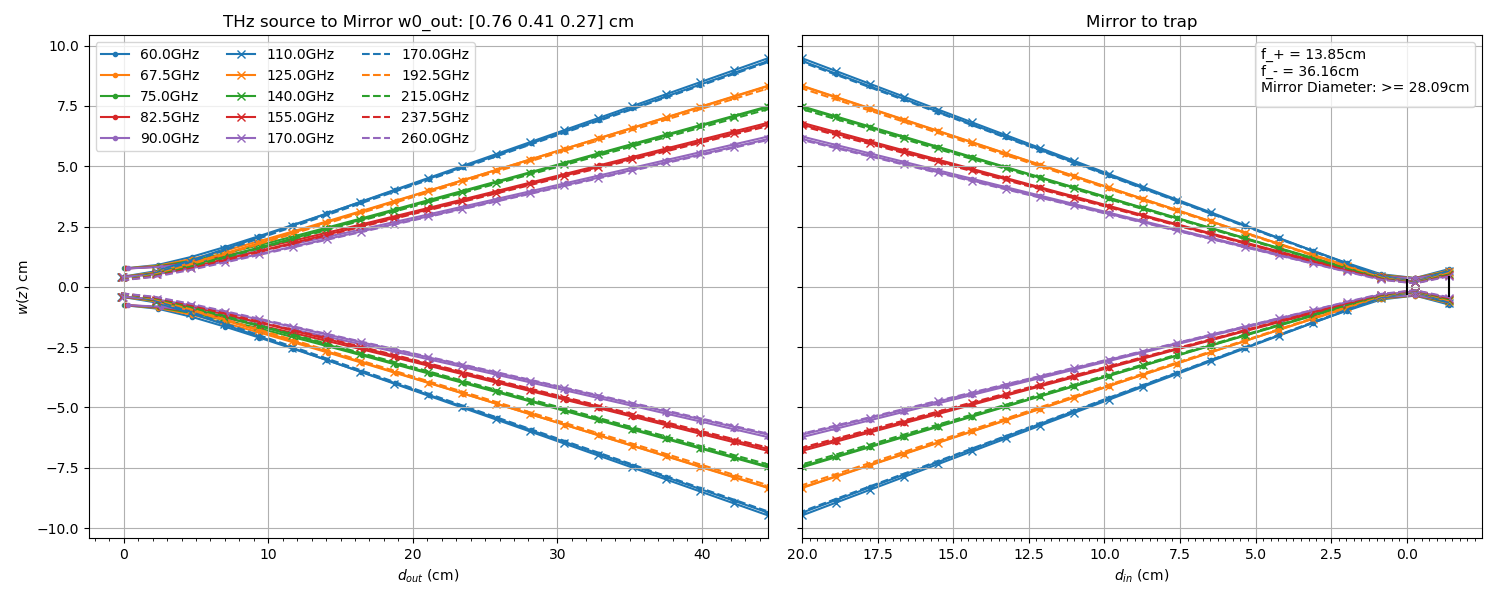 THz source to Mirror w0_out: [0.76 0.41 0.27] cm
60.0GHz 110.0GHz 170.0GHz
67.5GHz 125.0GHz 192.5GHz
75.0GHz 140.0GHz 215.0GHz
82.5GHz 155.0GHz 237.5GHz
90.0GHz 170.0GHz 260.0GHz
10.0
7.5
5.0
2.5
0.0
−2.5
−5.0
−7.5
−10.0
w(z) cm
0 10 20 30 40
d_out (cm)
Mirror to trap
f_+ = 13.85cm
f_- = 36.16cm
Mirror Diameter: >= 28.09cm
20.0 17.5 15.0 12.5 10.0 7.5 5.0 2.5 0.0
d_in (cm)